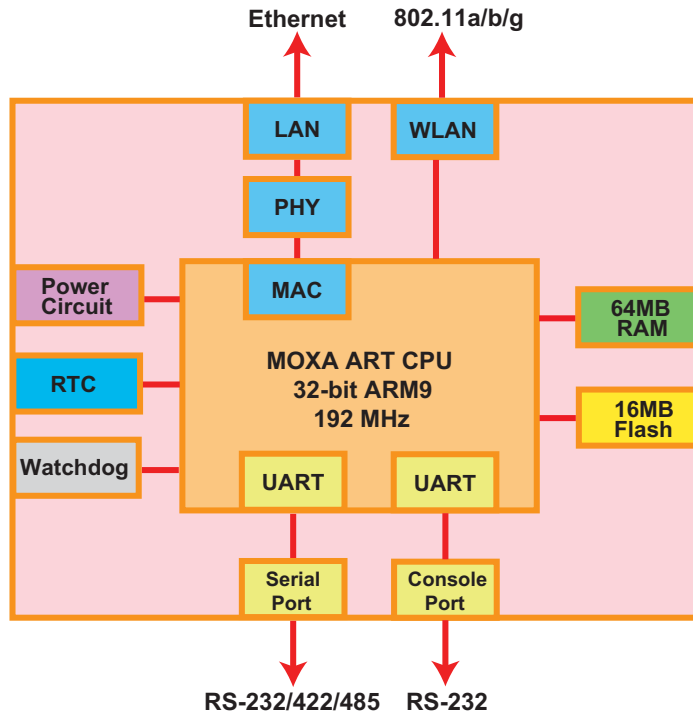 Ethernet
802.11a/b/g
LAN
WLAN
PHY
MAC
Power
Circuit
64MB
RAM
MOXA ART CPU
32-bit ARM9
192 MHz
RTC
16MB
Flash
Watchdog
UART
UART
Serial
Port
Console
Port
RS-232/422/485
RS-232